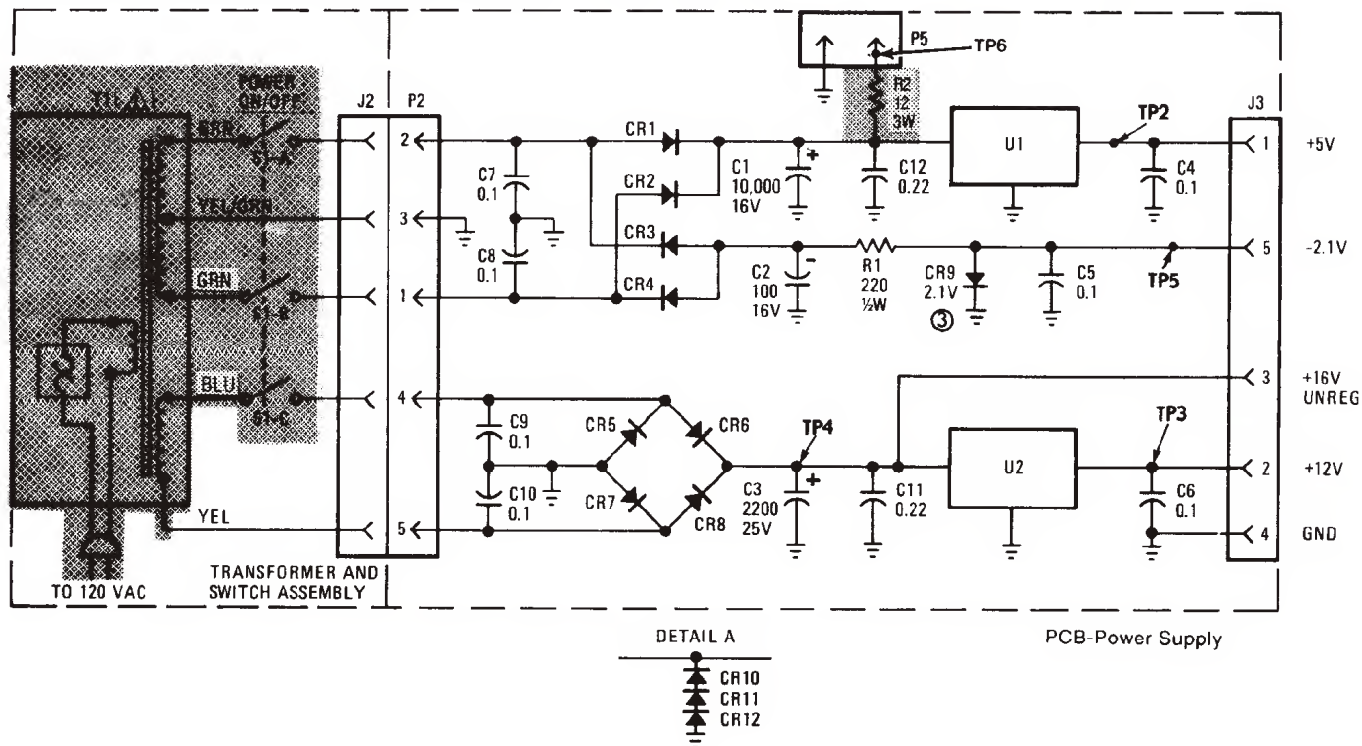 POWER
ON/OFF
T1
BRN
S1-A
YEL/GRN
GRN
S1-B
BLU
S1-C
YEL
TO 120 VAC
TRANSFORMER AND
SWITCH ASSEMBLY
J2
P2
2
3
1
4
5
C7
0.1
C8
0.1
C9
0.1
C10
0.1
CR1
CR2
CR3
CR4
CR5
CR6
CR7
CR8
P5
TP6
R2
12
3W
+
C1
10,000
16V
C12
0.22
U1
TP2
C4
0.1
-
C2
100
16V
R1
220
½W
CR9
2.1V
③
C5
0.1
TP5
TP4
+
C3
2200
25V
C11
0.22
U2
TP3
C6
0.1
J3
1 +5V
5 -2.1V
3 +16V
UNREG
2 +12V
4 GND
DETAIL A
CR10
CR11
CR12
PCB-Power Supply